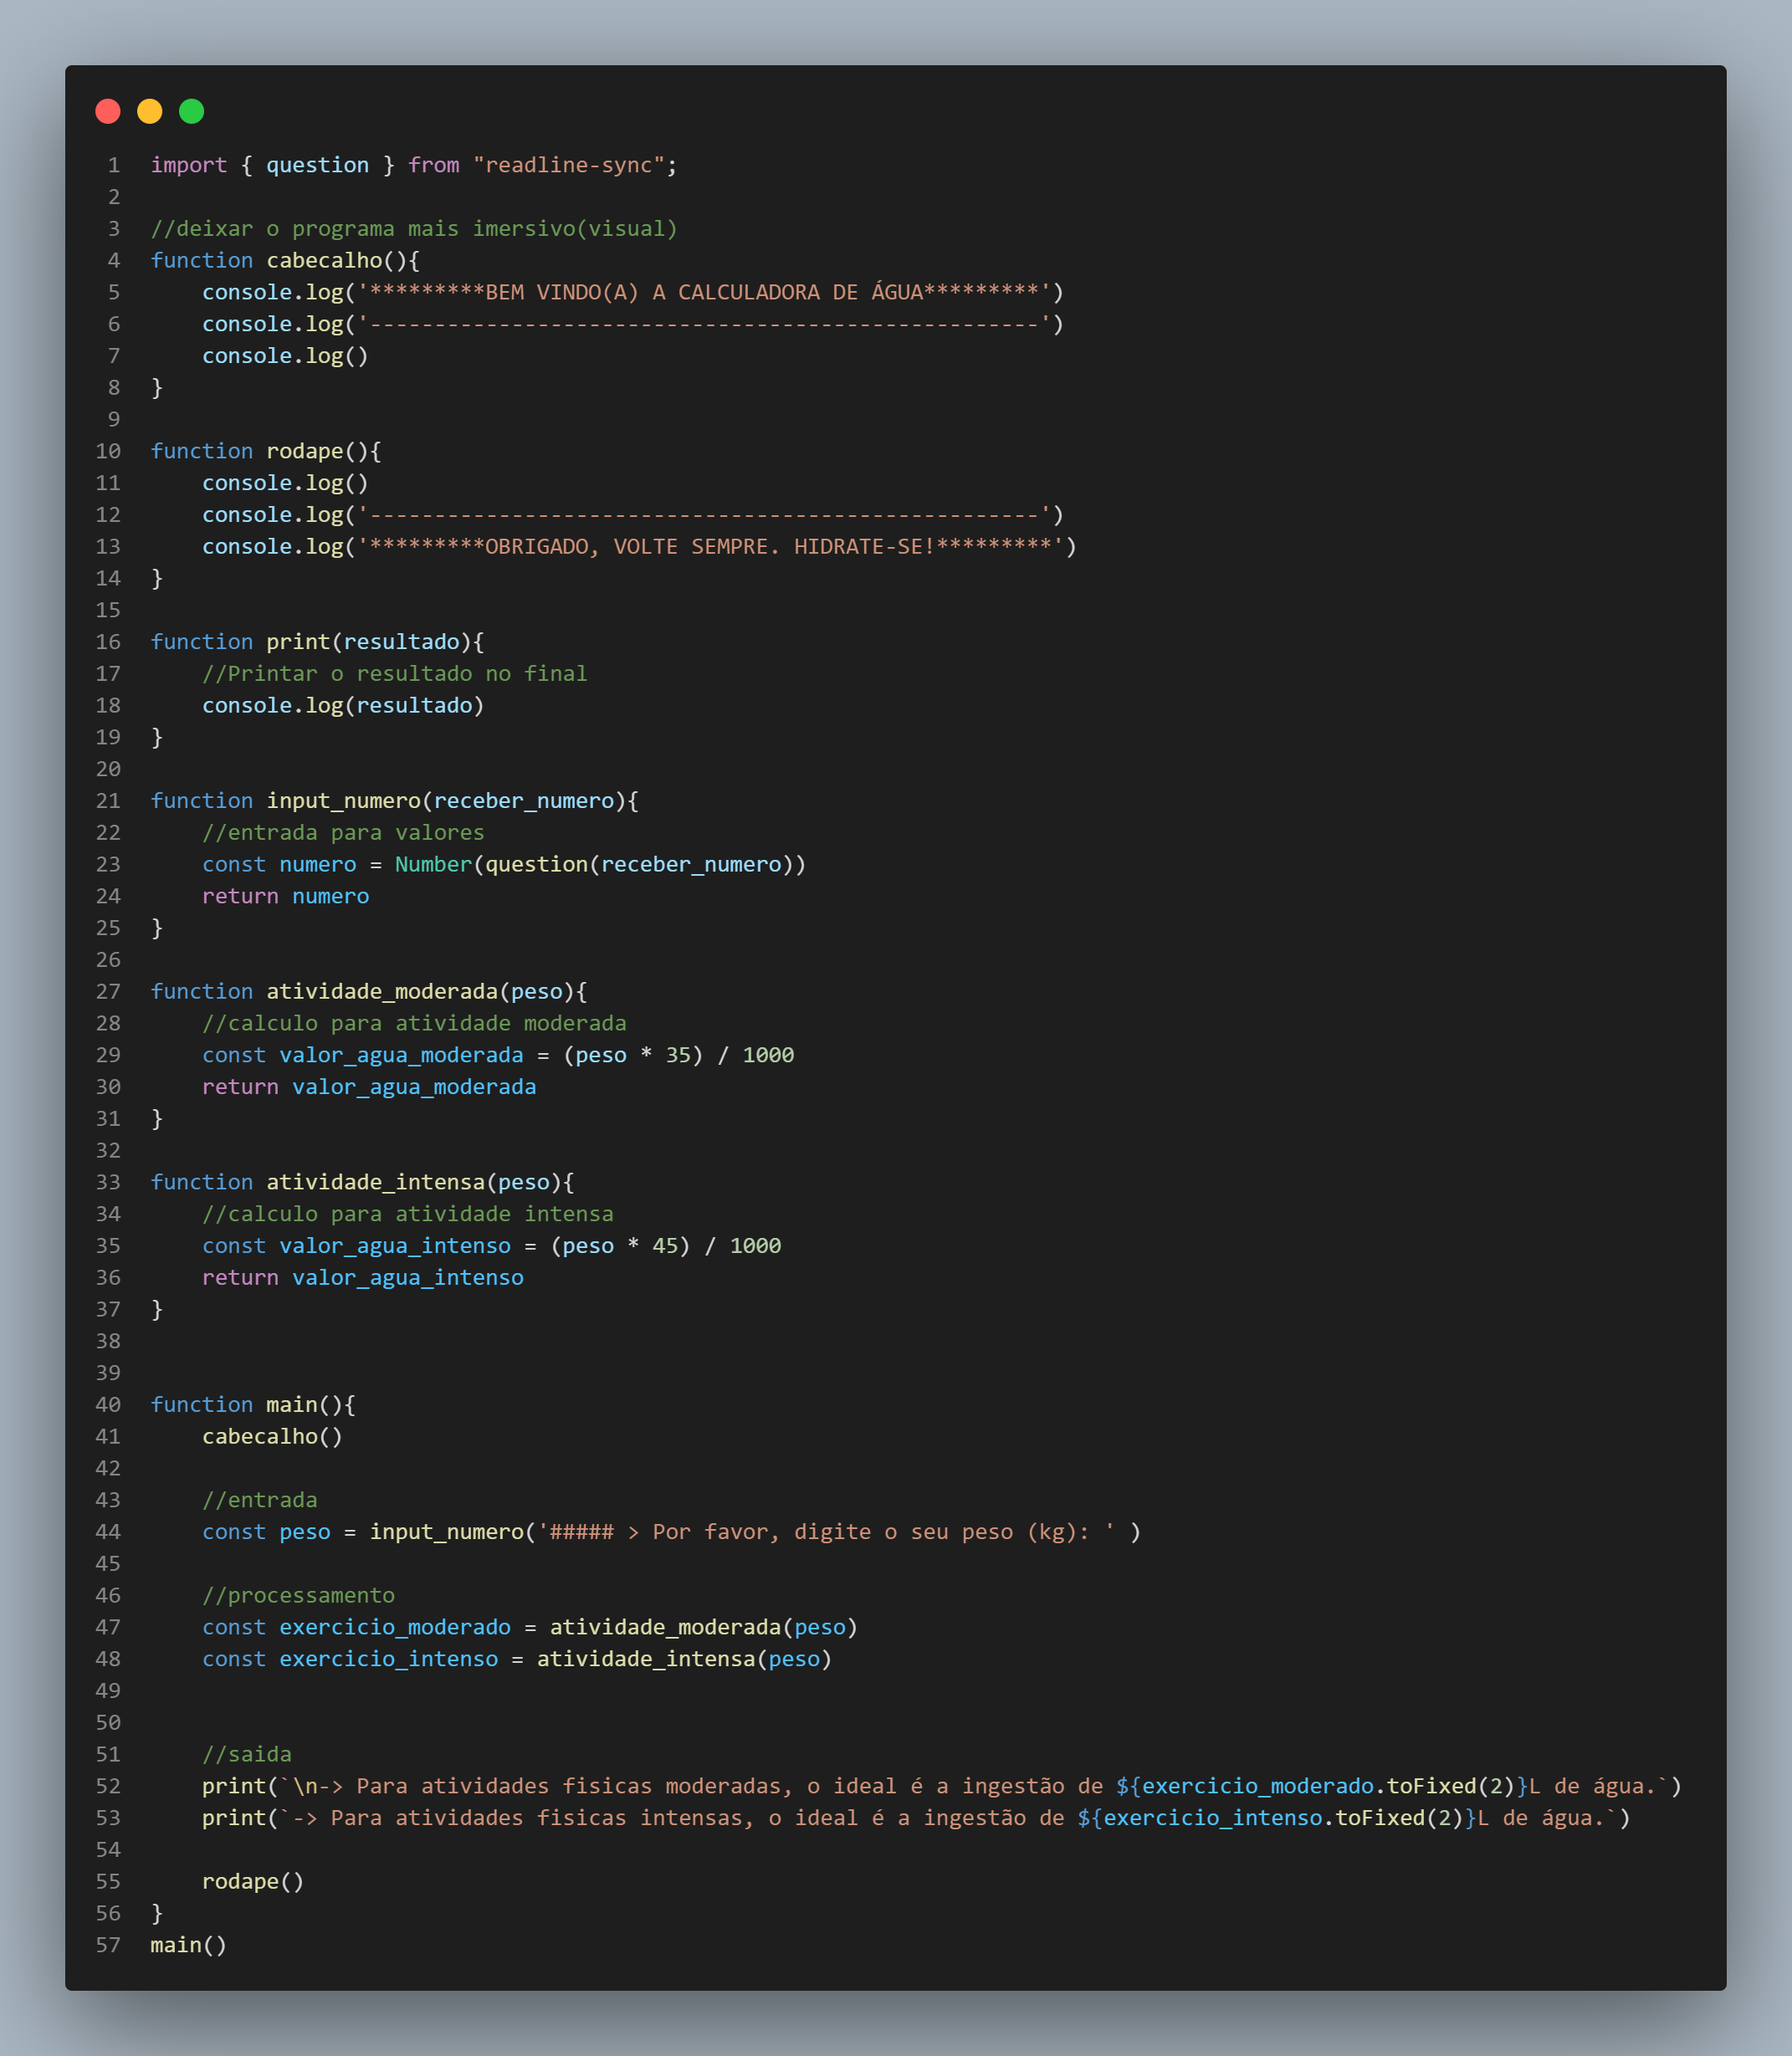 1 import { question } from "readline-sync";
2
3 //deixar o programa mais imersivo(visual)
4 function cabecalho(){
5     console.log('*********BEM VINDO(A) A CALCULADORA DE ÁGUA*********')
6     console.log('----------------------------------------------------')
7     console.log()
8 }
9
10 function rodape(){
11     console.log()
12     console.log('----------------------------------------------------')
13     console.log('*********OBRIGADO, VOLTE SEMPRE. HIDRATE-SE!*********')
14 }
15
16 function print(resultado){
17     //Printar o resultado no final
18     console.log(resultado)
19 }
20
21 function input_numero(receber_numero){
22     //entrada para valores
23     const numero = Number(question(receber_numero))
24     return numero
25 }
26
27 function atividade_moderada(peso){
28     //calculo para atividade moderada
29     const valor_agua_moderada = (peso * 35) / 1000
30     return valor_agua_moderada
31 }
32
33 function atividade_intensa(peso){
34     //calculo para atividade intensa
35     const valor_agua_intenso = (peso * 45) / 1000
36     return valor_agua_intenso
37 }
38
39
40 function main(){
41     cabecalho()
42
43     //entrada
44     const peso = input_numero('##### > Por favor, digite o seu peso (kg): ' )
45
46     //processamento
47     const exercicio_moderado = atividade_moderada(peso)
48     const exercicio_intenso = atividade_intensa(peso)
49
50
51     //saida
52     print(`\n-> Para atividades fisicas moderadas, o ideal é a ingestão de ${exercicio_moderado.toFixed(2)}L de água.`)
53     print(`-> Para atividades fisicas intensas, o ideal é a ingestão de ${exercicio_intenso.toFixed(2)}L de água.`)
54
55     rodape()
56 }
57 main()